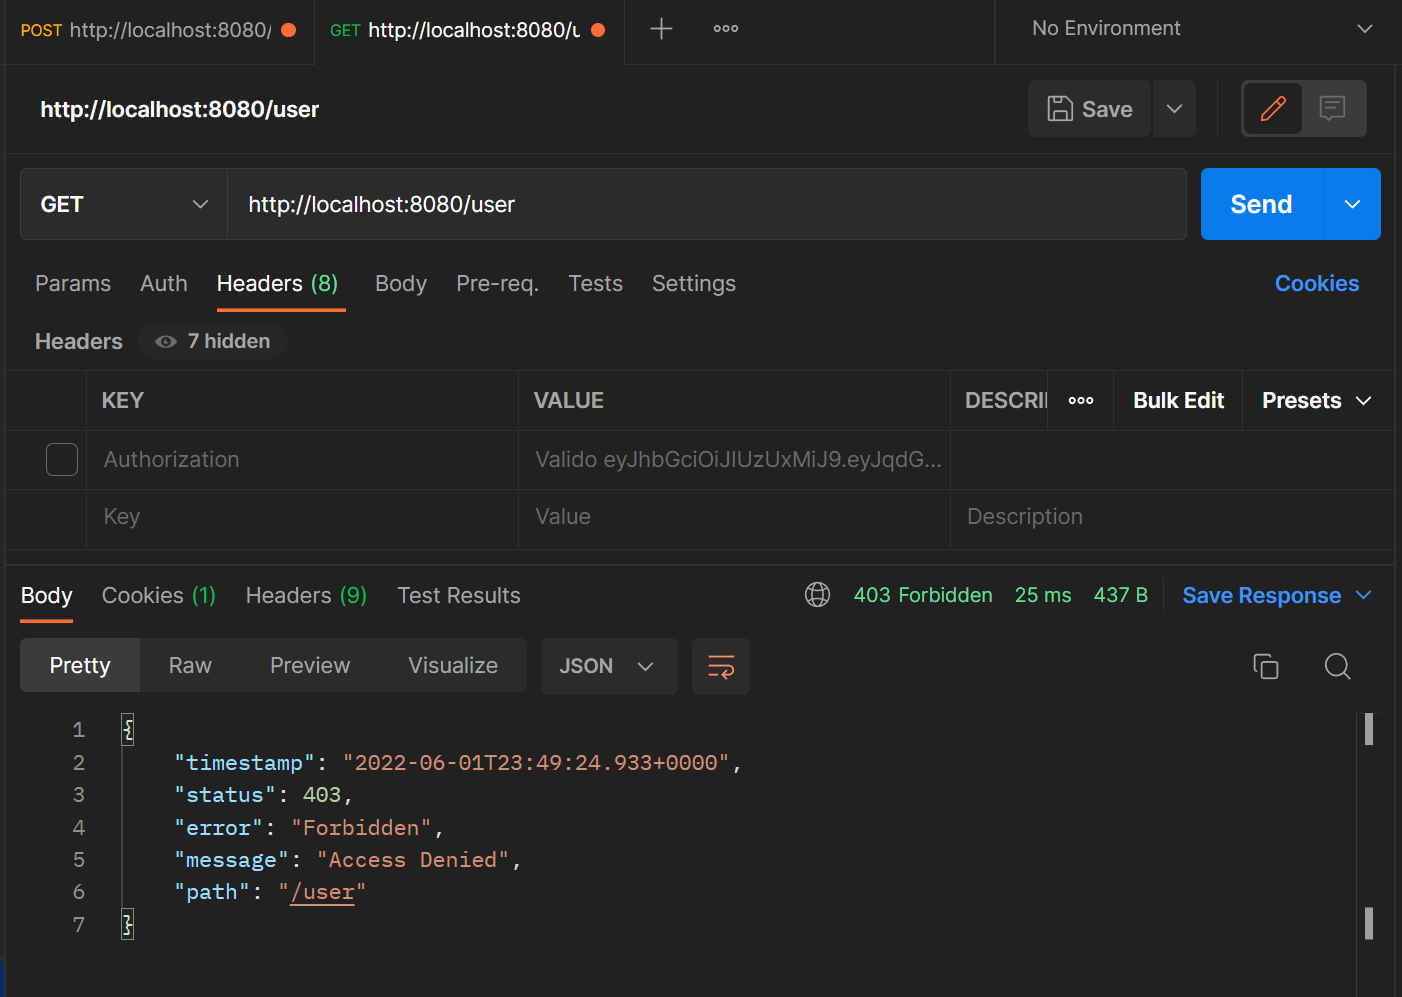 POST http://localhost:8080/ GET http://localhost:8080/u No Environment
http://localhost:8080/user Save
GET http://localhost:8080/user Send
Params Auth Headers (8) Body Pre-req. Tests Settings Cookies
Headers 7 hidden
KEY VALUE DESCRI Bulk Edit Presets
Authorization Valido eyJhbGciOiJIUzUxMiJ9.eyJqdG...
Key Value Description
Body Cookies (1) Headers (9) Test Results 403 Forbidden 25 ms 437 B Save Response
Pretty Raw Preview Visualize JSON
1 {
2 "timestamp": "2022-06-01T23:49:24.933+0000",
3 "status": 403,
4 "error": "Forbidden",
5 "message": "Access Denied",
6 "path": "/user"
7 }